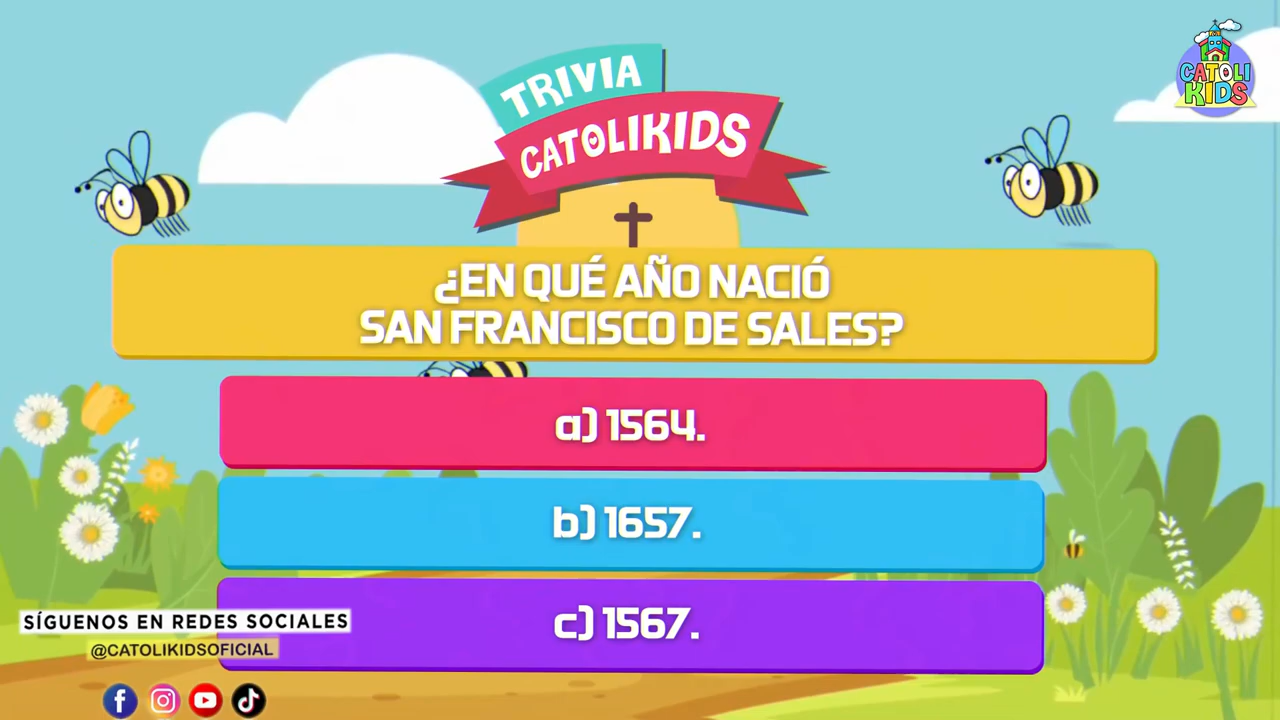 TRIVIA
CATOLIKIDS
CATOLI
KIDS
¿EN QUÉ AÑO NACIÓ
SAN FRANCISCO DE SALES?
a) 1564.
b) 1657.
c) 1567.
SÍGUENOS EN REDES SOCIALES
@CATOLIKIDSOFICIAL